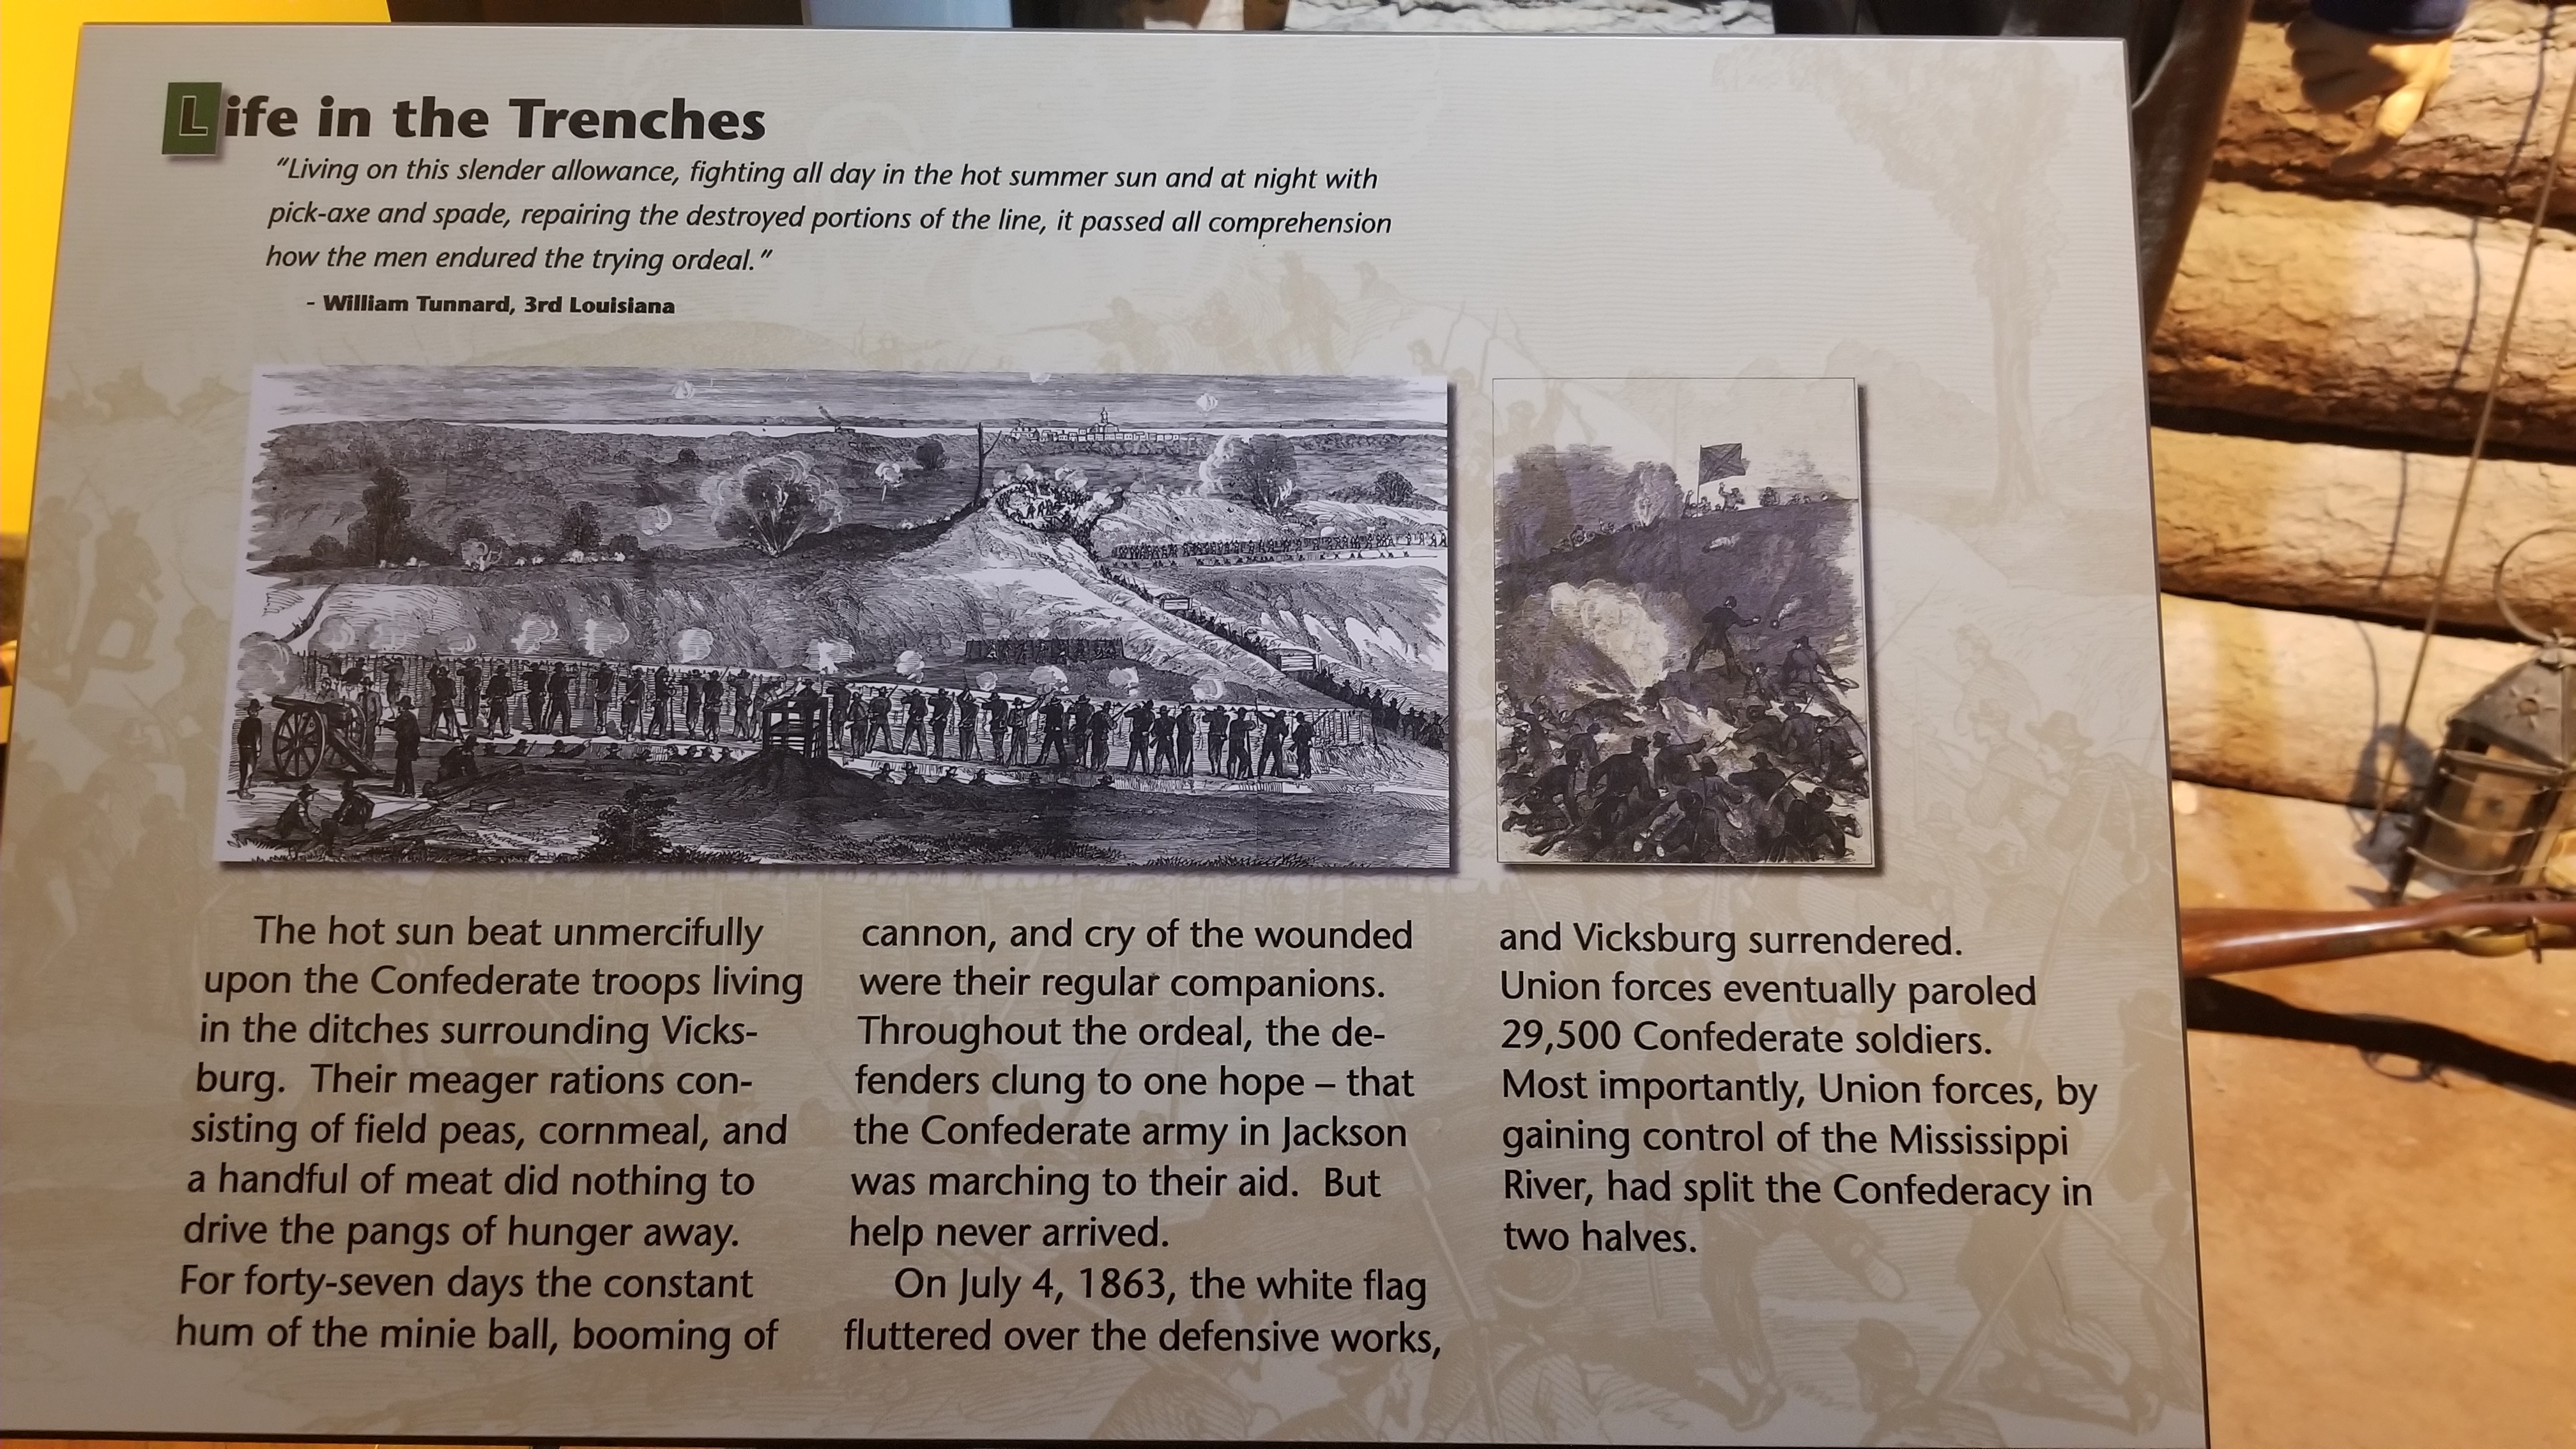 Life in the Trenches
"Living on this slender allowance, fighting all day in the hot summer sun and at night with
pick-axe and spade, repairing the destroyed portions of the line, it passed all comprehension
how the men endured the trying ordeal."
- William Tunnard, 3rd Louisiana
The hot sun beat unmercifully
upon the Confederate troops living
in the ditches surrounding Vicks-
burg.  Their meager rations con-
sisting of field peas, cornmeal, and
a handful of meat did nothing to
drive the pangs of hunger away.
For forty-seven days the constant
hum of the minie ball, booming of
cannon, and cry of the wounded
were their regular companions.
Throughout the ordeal, the de-
fenders clung to one hope – that
the Confederate army in Jackson
was marching to their aid.  But
help never arrived.
On July 4, 1863, the white flag
fluttered over the defensive works,
and Vicksburg surrendered.
Union forces eventually paroled
29,500 Confederate soldiers.
Most importantly, Union forces, by
gaining control of the Mississippi
River, had split the Confederacy in
two halves.